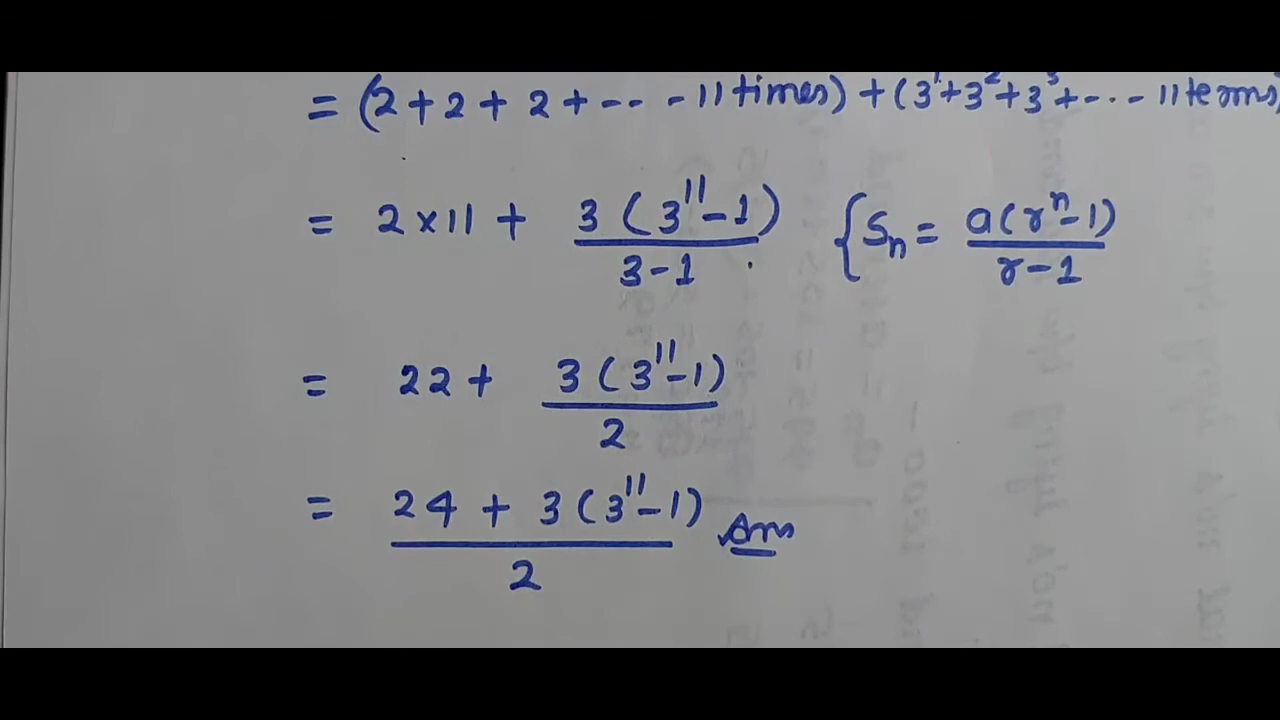 = (2 + 2 + 2 + -- - 11 times) + (3¹+3²+3³+-.. - 11 terms)
= 2 × 11 + 3 ( 3¹¹ - 1 ) / 3 - 1 { Sn = a ( rⁿ - 1 ) / r - 1
= 22 + 3 ( 3¹¹ - 1 ) / 2
= 24 + 3 ( 3¹¹ - 1 ) / 2 Ans